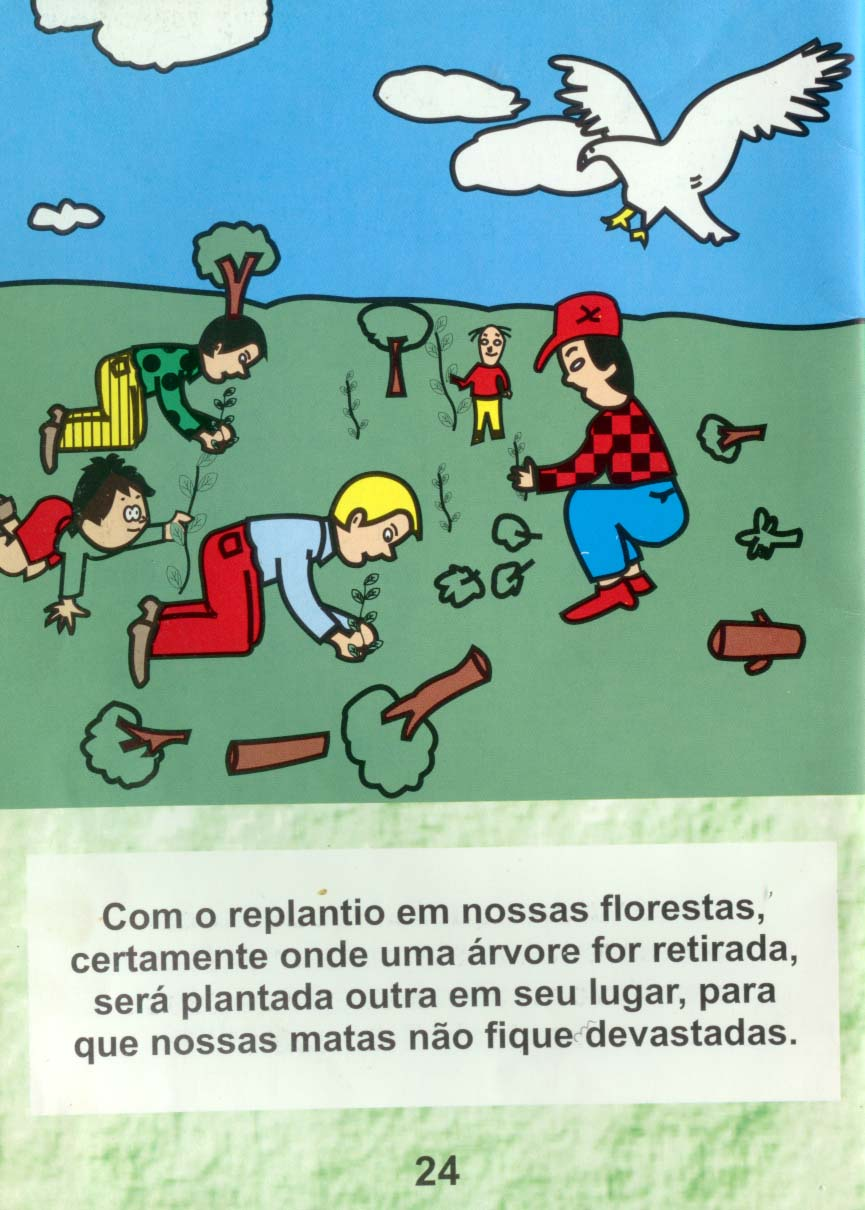 Com o replantio em nossas florestas,
certamente onde uma árvore for retirada,
será plantada outra em seu lugar, para
que nossas matas não fique devastadas.
24